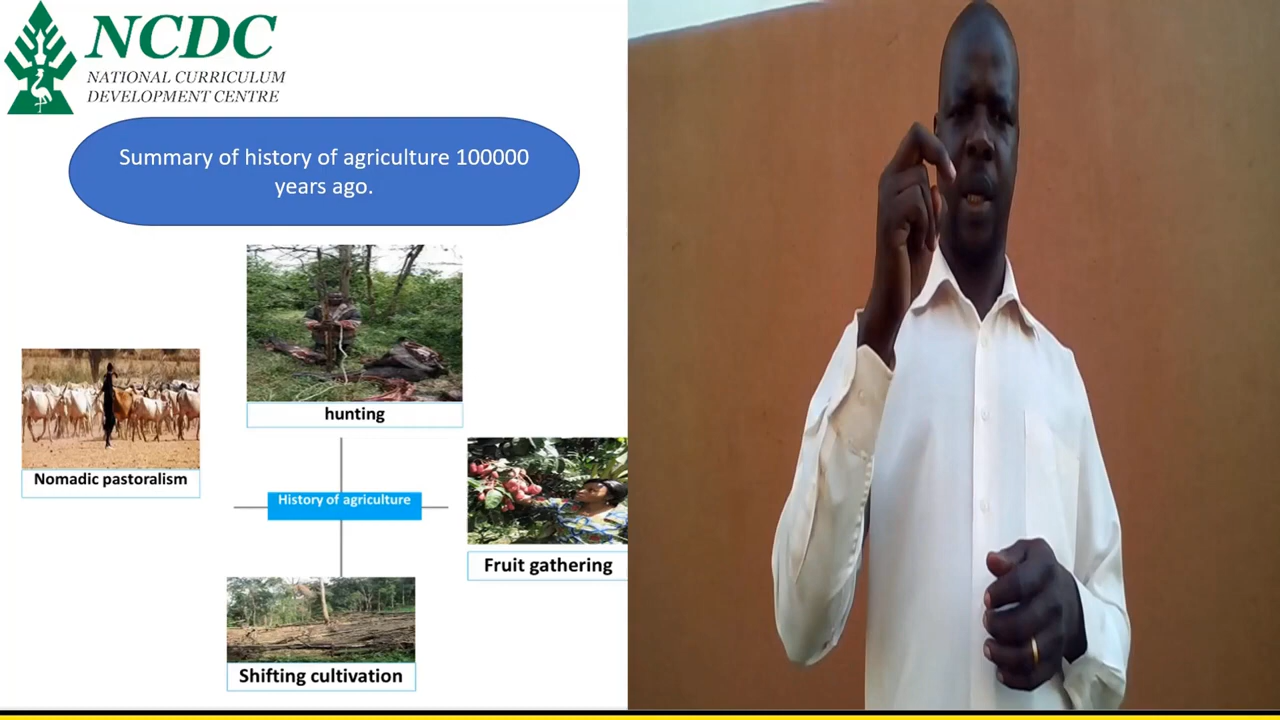 NCDC
NATIONAL CURRICULUM
DEVELOPMENT CENTRE
Summary of history of agriculture 100000
years ago.
hunting
Nomadic pastoralism
History of agriculture
Fruit gathering
Shifting cultivation